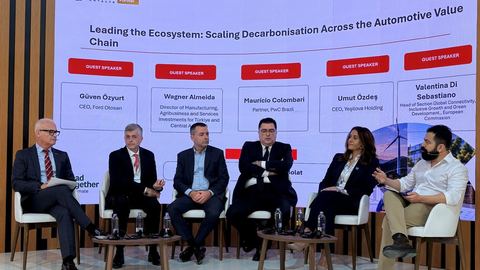 Partner
Leading the Ecosystem: Scaling Decarbonisation Across the Automotive Value
Chain
GUEST SPEAKER
Güven Özyurt
CEO, Ford Otosan
GUEST SPEAKER
Wagner Almeida
Director of Manufacturing,
Agribusiness and Services
Investments for Türkiye and
Central
GUEST SPEAKER
Mauricio Colombari
Partner, PwC Brazil
GUEST SPEAKER
Umut Özdeş
CEO, Yeşilova Holding
GUEST SPEAKER
Valentina Di
Sebastiano
Head of Section Global Connectivity,
Inclusive Growth and Green
Development, European
Commission